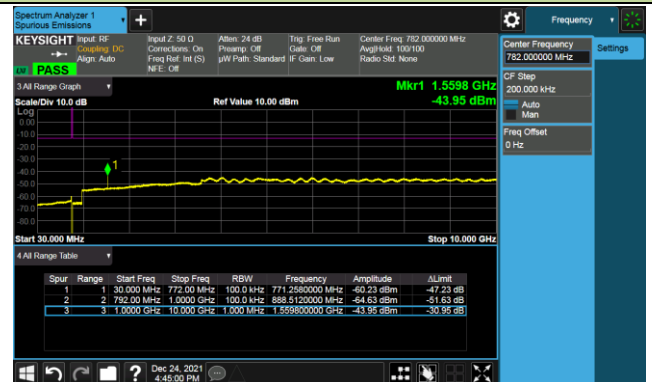 Spectrum Analyzer 1
Spurious Emissions
Frequency
KEYSIGHT Input: RF Input Z: 50 Ω Atten: 24 dB Trig: Free Run Center Freq: 782.000000 MHz
Coupling: DC Corrections: On Preamp: Off Gate: Off Avg|Hold: 100/100
Align: Auto Freq Ref: Int (S) µW Path: Standard IF Gain: Low Radio Std: None
NFE: Off
LNI PASS
Center Frequency
782.000000 MHz
Settings
CF Step
200.000 kHz
Auto
Man
Freq Offset
0 Hz
3 All Range Graph
Mkr1 1.5598 GHz
Scale/Div 10.0 dB Ref Value 10.00 dBm -43.95 dBm
Log
0.00
-10.0
-20.0
-30.0
-40.0
-50.0
-60.0
-70.0
-80.0
1
Start 30.000 MHz Stop 10.000 GHz
4 All Range Table
Spur Range Start Freq Stop Freq RBW Frequency Amplitude ΔLimit
1 1 30.000 MHz 772.00 MHz 100.0 kHz 771.2580000 MHz -60.23 dBm -47.23 dB
2 2 792.00 MHz 1.0000 GHz 100.0 kHz 888.5120000 MHz -64.63 dBm -51.63 dB
3 3 1.0000 GHz 10.000 GHz 1.000 MHz 1.559800000 GHz -43.95 dBm -30.95 dB
? Dec 24, 2021
4:45:00 PM